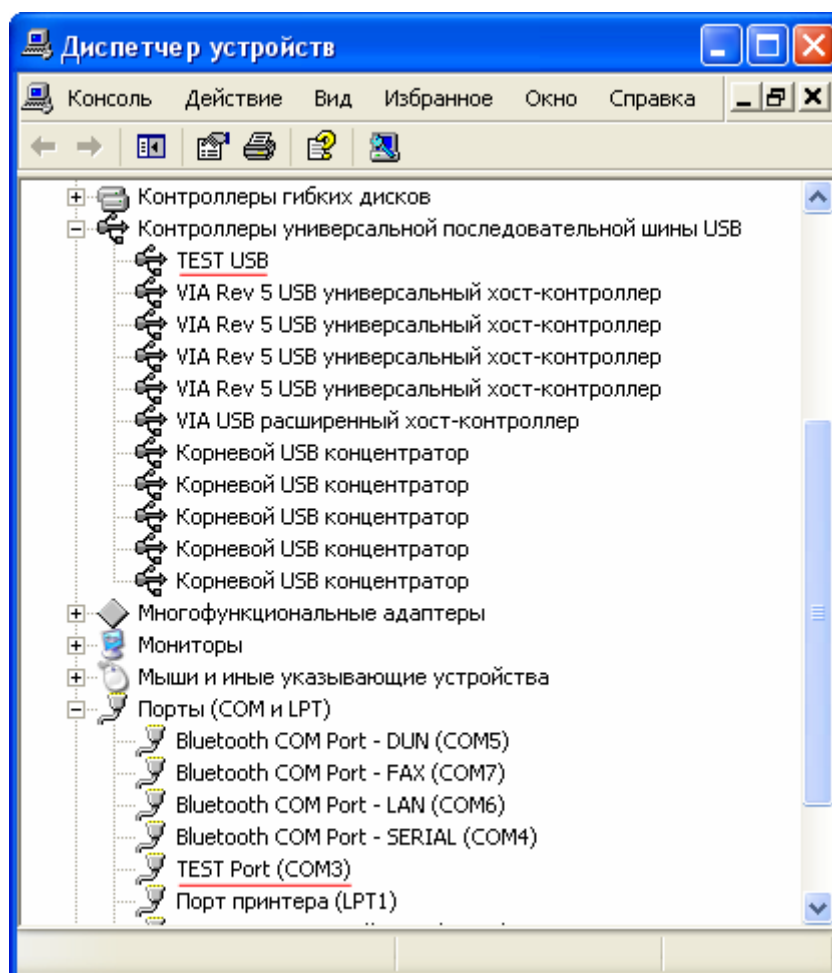 Диспетчер устройств
Консоль Действие Вид Избранное Окно Справка
Контроллеры гибких дисков
Контроллеры универсальной последовательной шины USB
TEST USB
VIA Rev 5 USB универсальный хост-контроллер
VIA Rev 5 USB универсальный хост-контроллер
VIA Rev 5 USB универсальный хост-контроллер
VIA Rev 5 USB универсальный хост-контроллер
VIA USB расширенный хост-контроллер
Корневой USB концентратор
Корневой USB концентратор
Корневой USB концентратор
Корневой USB концентратор
Корневой USB концентратор
Многофункциональные адаптеры
Мониторы
Мыши и иные указывающие устройства
Порты (COM и LPT)
Bluetooth COM Port - DUN (COM5)
Bluetooth COM Port - FAX (COM7)
Bluetooth COM Port - LAN (COM6)
Bluetooth COM Port - SERIAL (COM4)
TEST Port (COM3)
Порт принтера (LPT1)